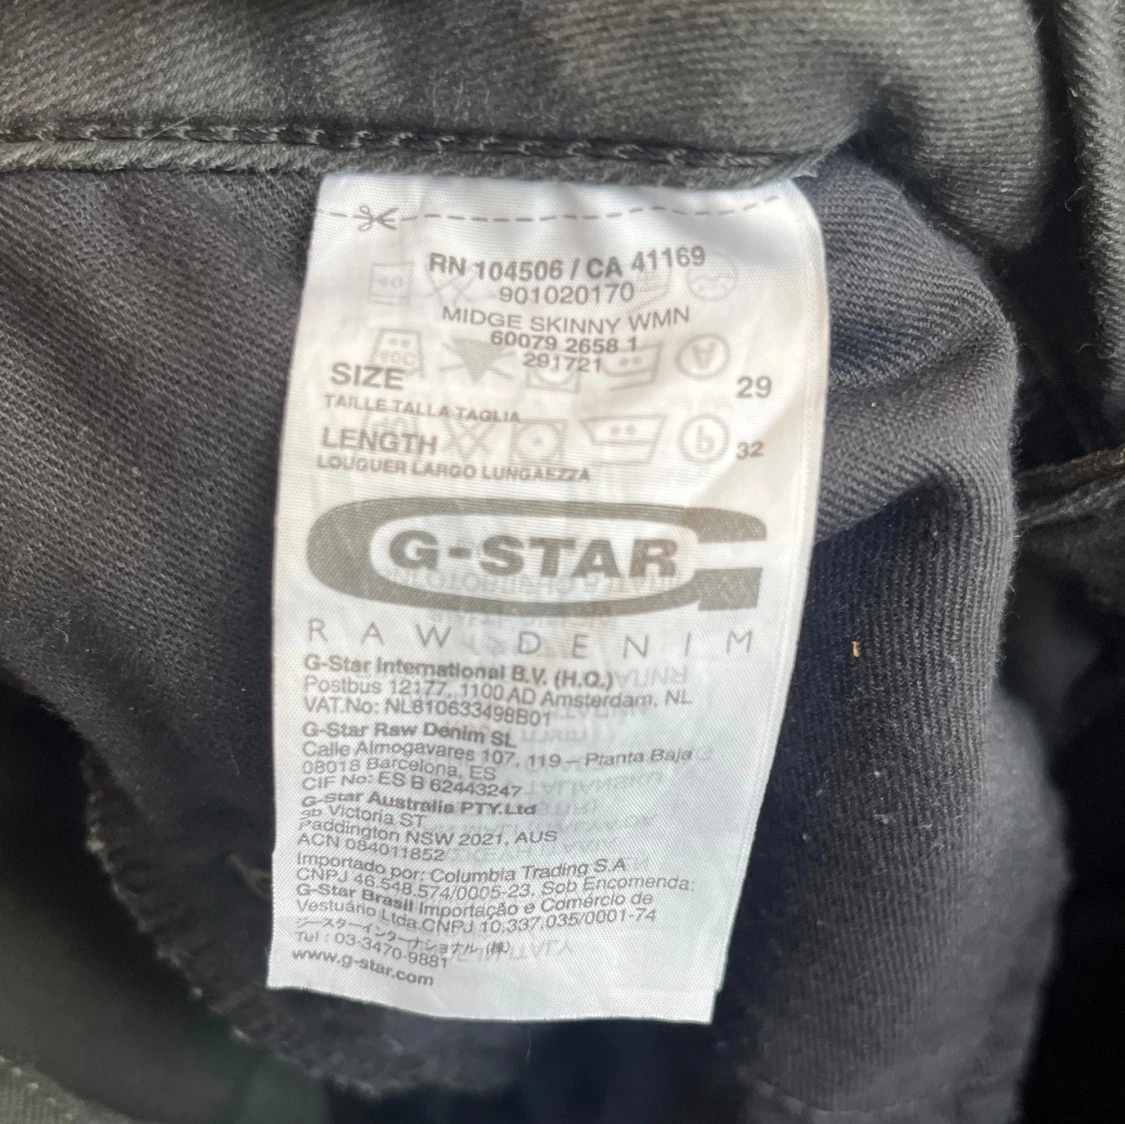 RN 104506 / CA 41169
901020170
MIDGE SKINNY WMN
60079.2658.1
291721
SIZE 29
TAILLE TALLA TAGLIA
LENGTH 32
LOUGUER LARGO LUNGAEZZA
G-STAR
RAW DENIM
G-Star International B.V. (H.Q.)
Postbus 12177, 1100 AD Amsterdam, NL
VAT.No: NL810633498B01
G-Star Raw Denim SL
Calle Almogavares 107, 119 – Planta Baja
08018 Barcelona, ES
CIF No: ES B 62443247
G-Star Australia PTY.Ltd
9b Victoria ST
Paddington NSW 2021, AUS
ACN 084011852
Importado por: Columbia Trading S.A
CNPJ 46.548.574/0005-23, Sob Encomenda:
G-Star Brasil Importação e Comércio de
Vestuário Ltda.CNPJ 10.337.035/0001-74
ジースターインターナショナル (株)
Tel : 03-3470-9881
www.g-star.com